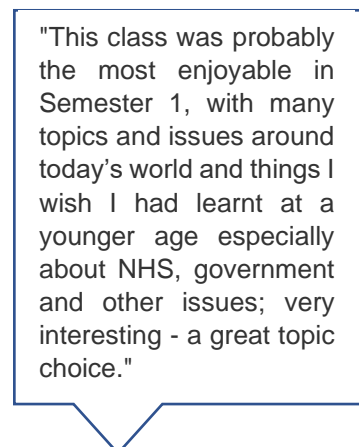 "This class was probably
the most enjoyable in
Semester 1, with many
topics and issues around
today’s world and things I
wish I had learnt at a
younger age especially
about NHS, government
and other issues; very
interesting - a great topic
choice."